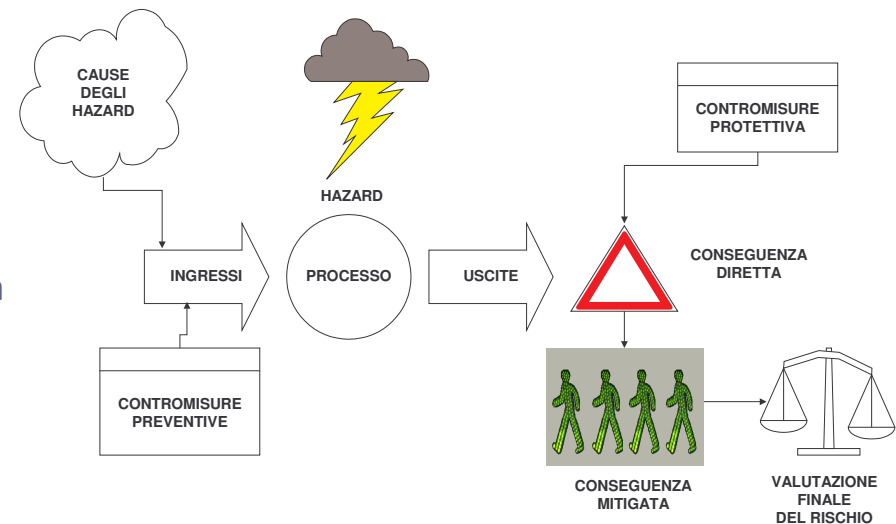 CAUSE
DEGLI
HAZARD
HAZARD
CONTROMISURE
PROTETTIVA
INGRESSI
PROCESSO
USCITE
CONSEGUENZA
DIRETTA
CONTROMISURE
PREVENTIVE
CONSEGUENZA
MITIGATA
VALUTAZIONE
FINALE
DEL RISCHIO